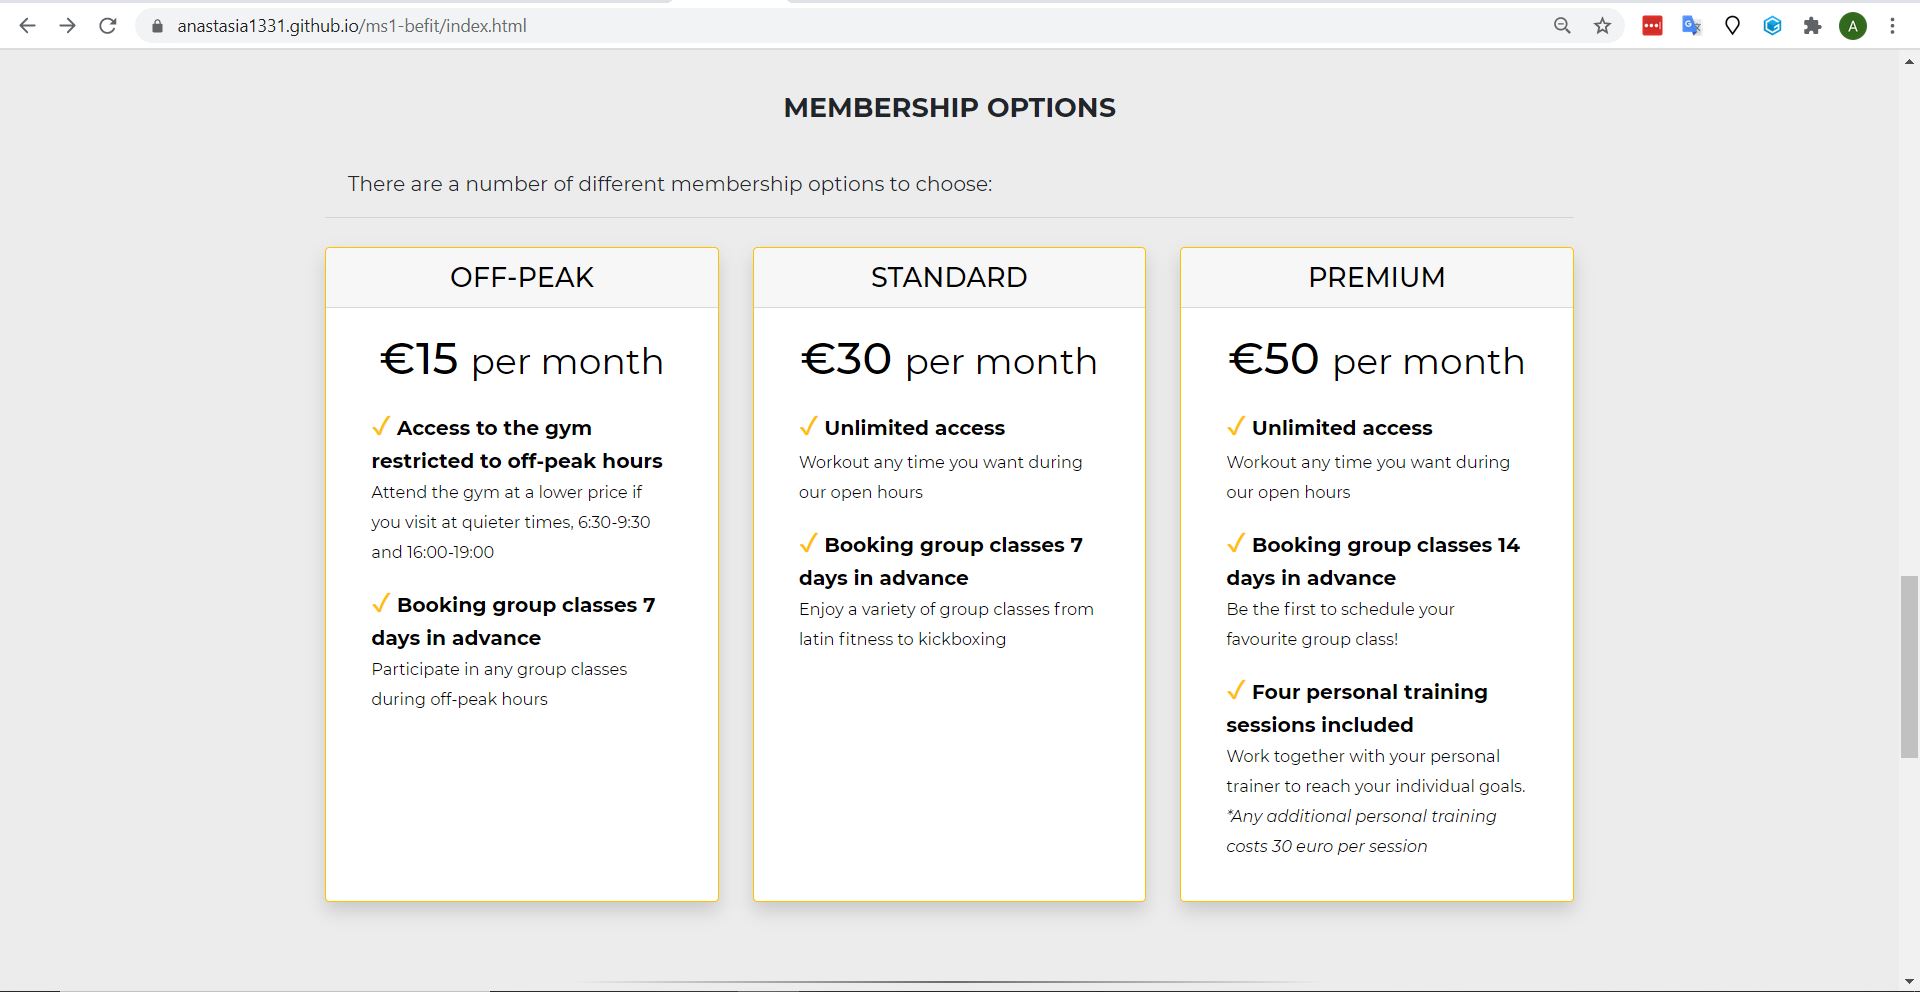 anastasia1331.github.io/ms1-befit/index.html
A
MEMBERSHIP OPTIONS
There are a number of different membership options to choose:
OFF-PEAK
€15 per month
✓ Access to the gym
restricted to off-peak hours
Attend the gym at a lower price if
you visit at quieter times, 6:30-9:30
and 16:00-19:00
✓ Booking group classes 7
days in advance
Participate in any group classes
during off-peak hours
STANDARD
€30 per month
✓ Unlimited access
Workout any time you want during
our open hours
✓ Booking group classes 7
days in advance
Enjoy a variety of group classes from
latin fitness to kickboxing
PREMIUM
€50 per month
✓ Unlimited access
Workout any time you want during
our open hours
✓ Booking group classes 14
days in advance
Be the first to schedule your
favourite group class!
✓ Four personal training
sessions included
Work together with your personal
trainer to reach your individual goals.
*Any additional personal training
costs 30 euro per session